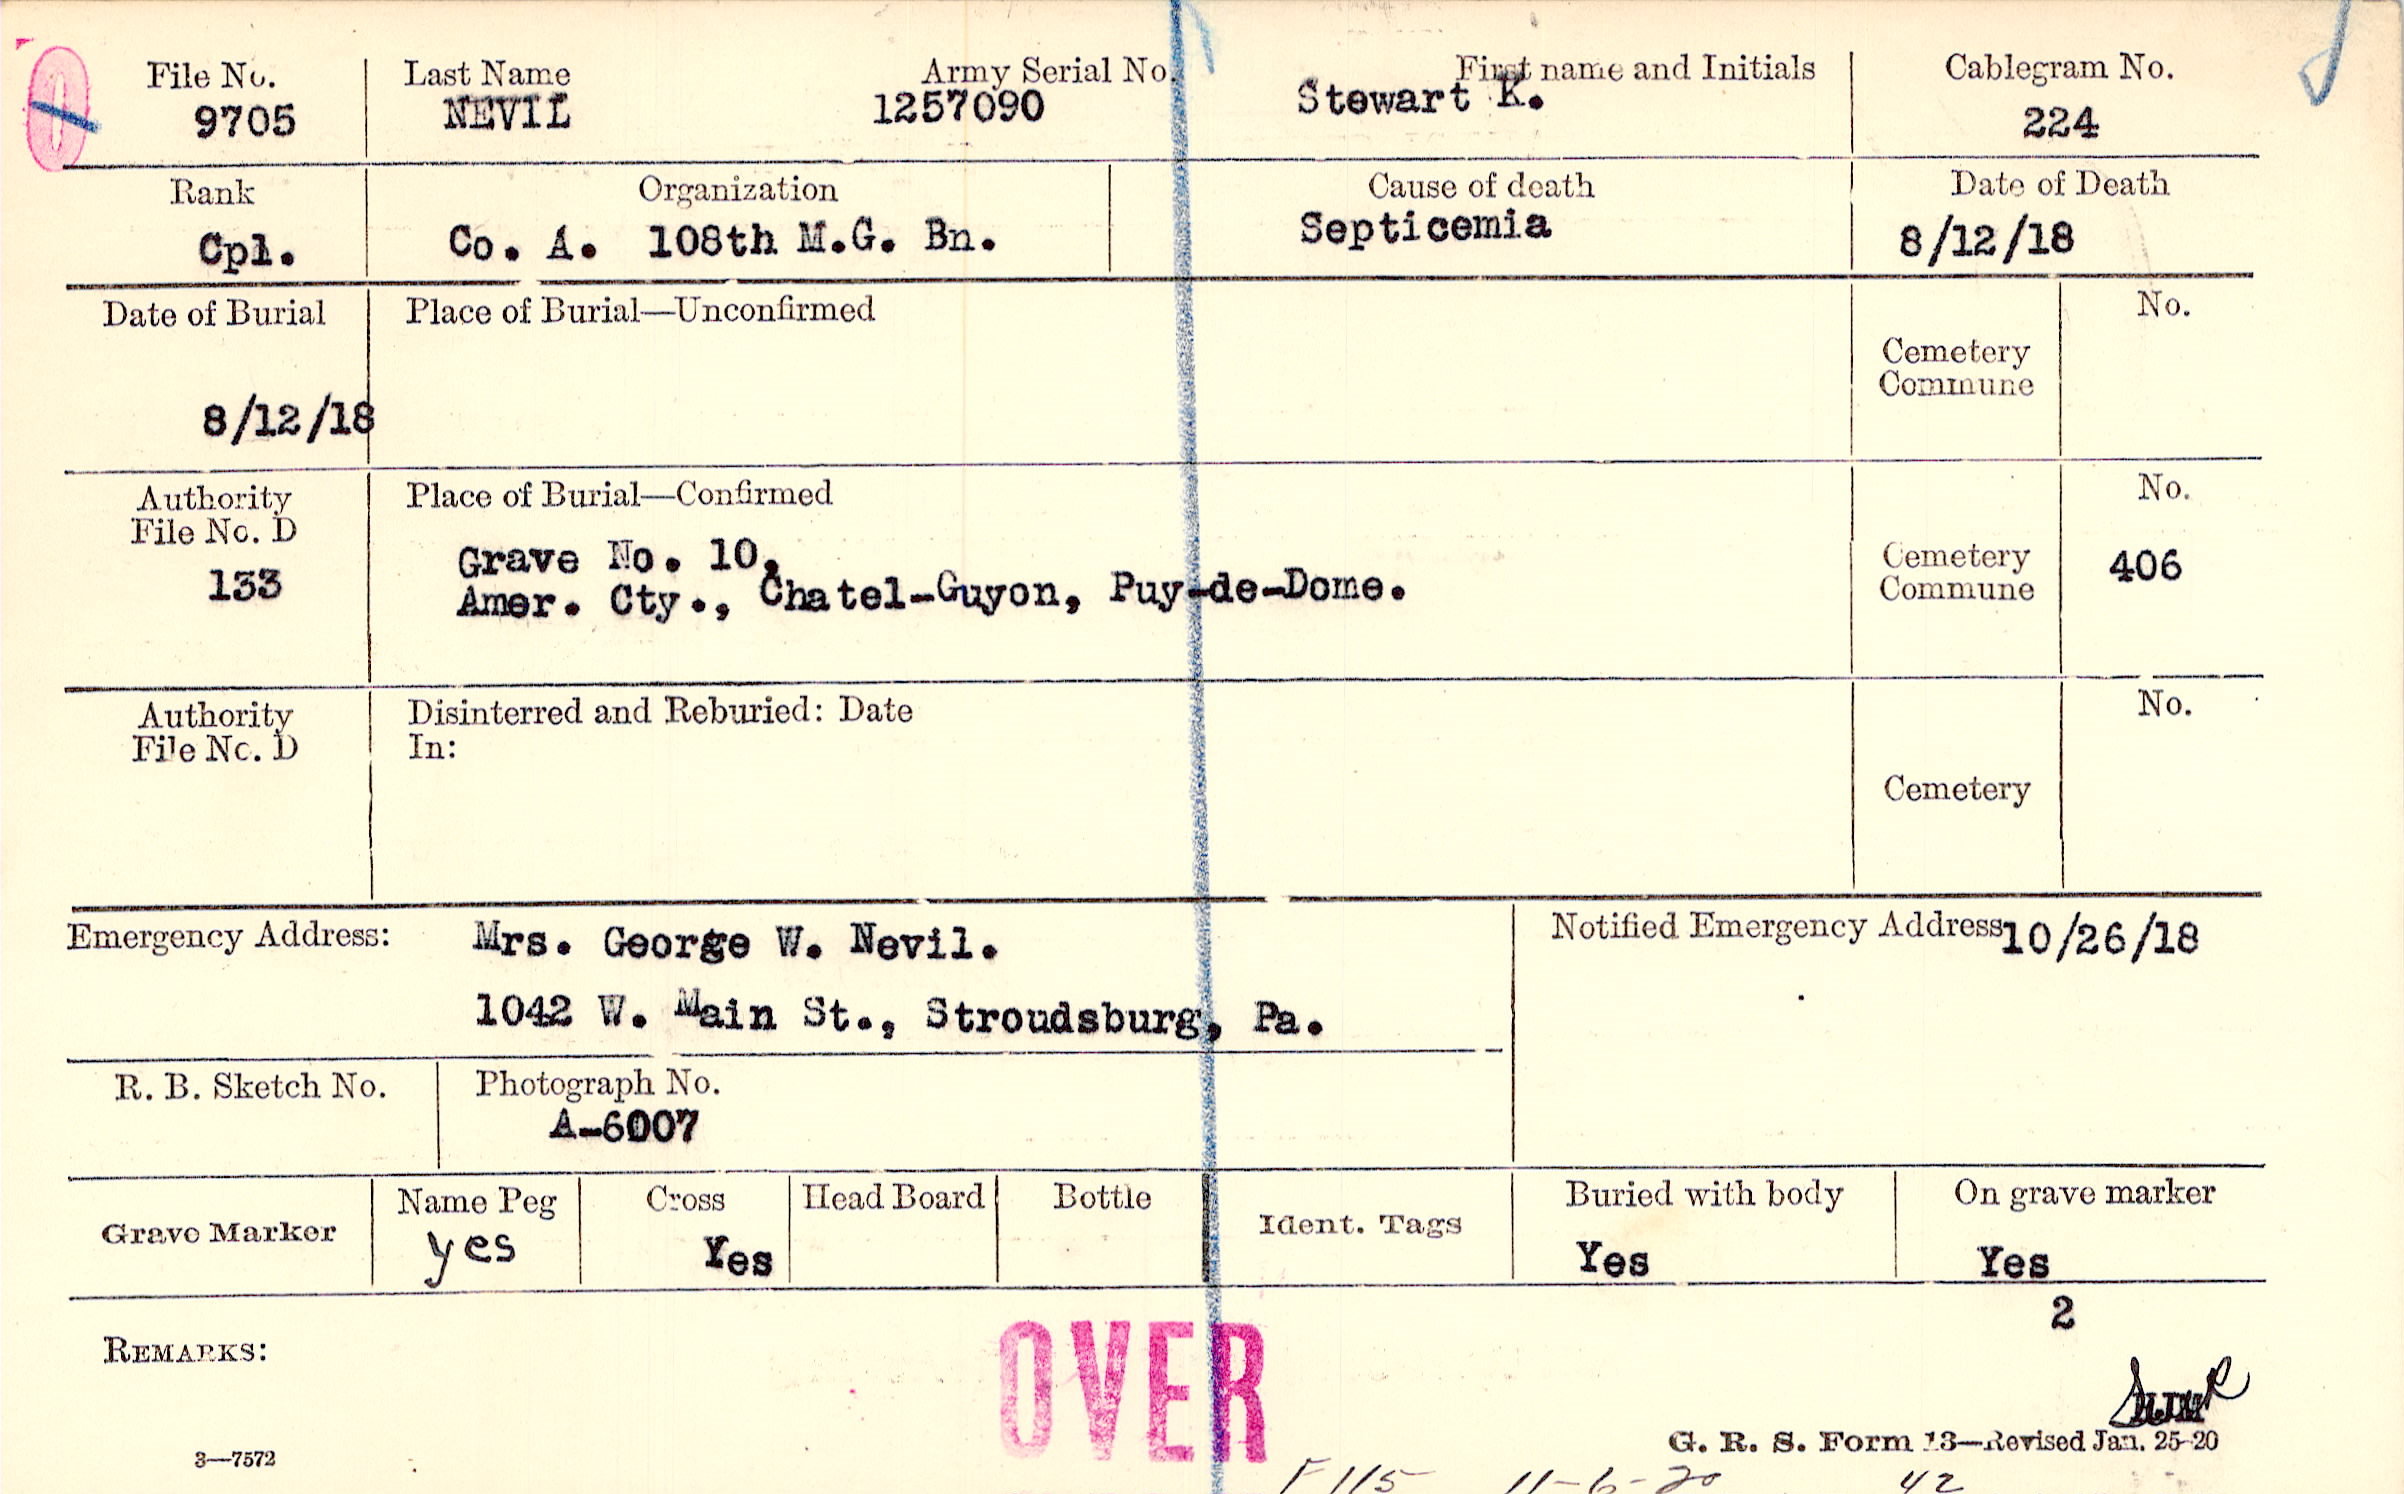 0
File No. Last Name Army Serial No. First name and Initials Cablegram No.
9705 NEVIL 1257090 Stewart K. 224
Rank Organization Cause of death Date of Death
Cpl. Co. A. 108th M.G. Bn. Septicemia 8/12/18
Date of Burial Place of Burial—Unconfirmed No.
Cemetery
Commune
8/12/18
Authority Place of Burial—Confirmed No.
File No. D
133
Grave No. 10,
Amer. Cty., Chatel-Guyon, Puy-de-Dome.
Cemetery 406
Commune
Authority Disinterred and Reburied: Date No.
File No. D In:
Cemetery
Emergency Address: Mrs. George W. Nevil. Notified Emergency Address 10/26/18
1042 W. Main St., Stroudsburg, Pa.
R. B. Sketch No. Photograph No.
A-6007
Grave Marker Name Peg Cross Head Board Bottle Ident. Tags Buried with body On grave marker
yes Yes Yes Yes
2
REMARKS:
OVER
G. R. S. Form 13—Revised Jan. 25-20
3—7572
F 115 11-6-20 42